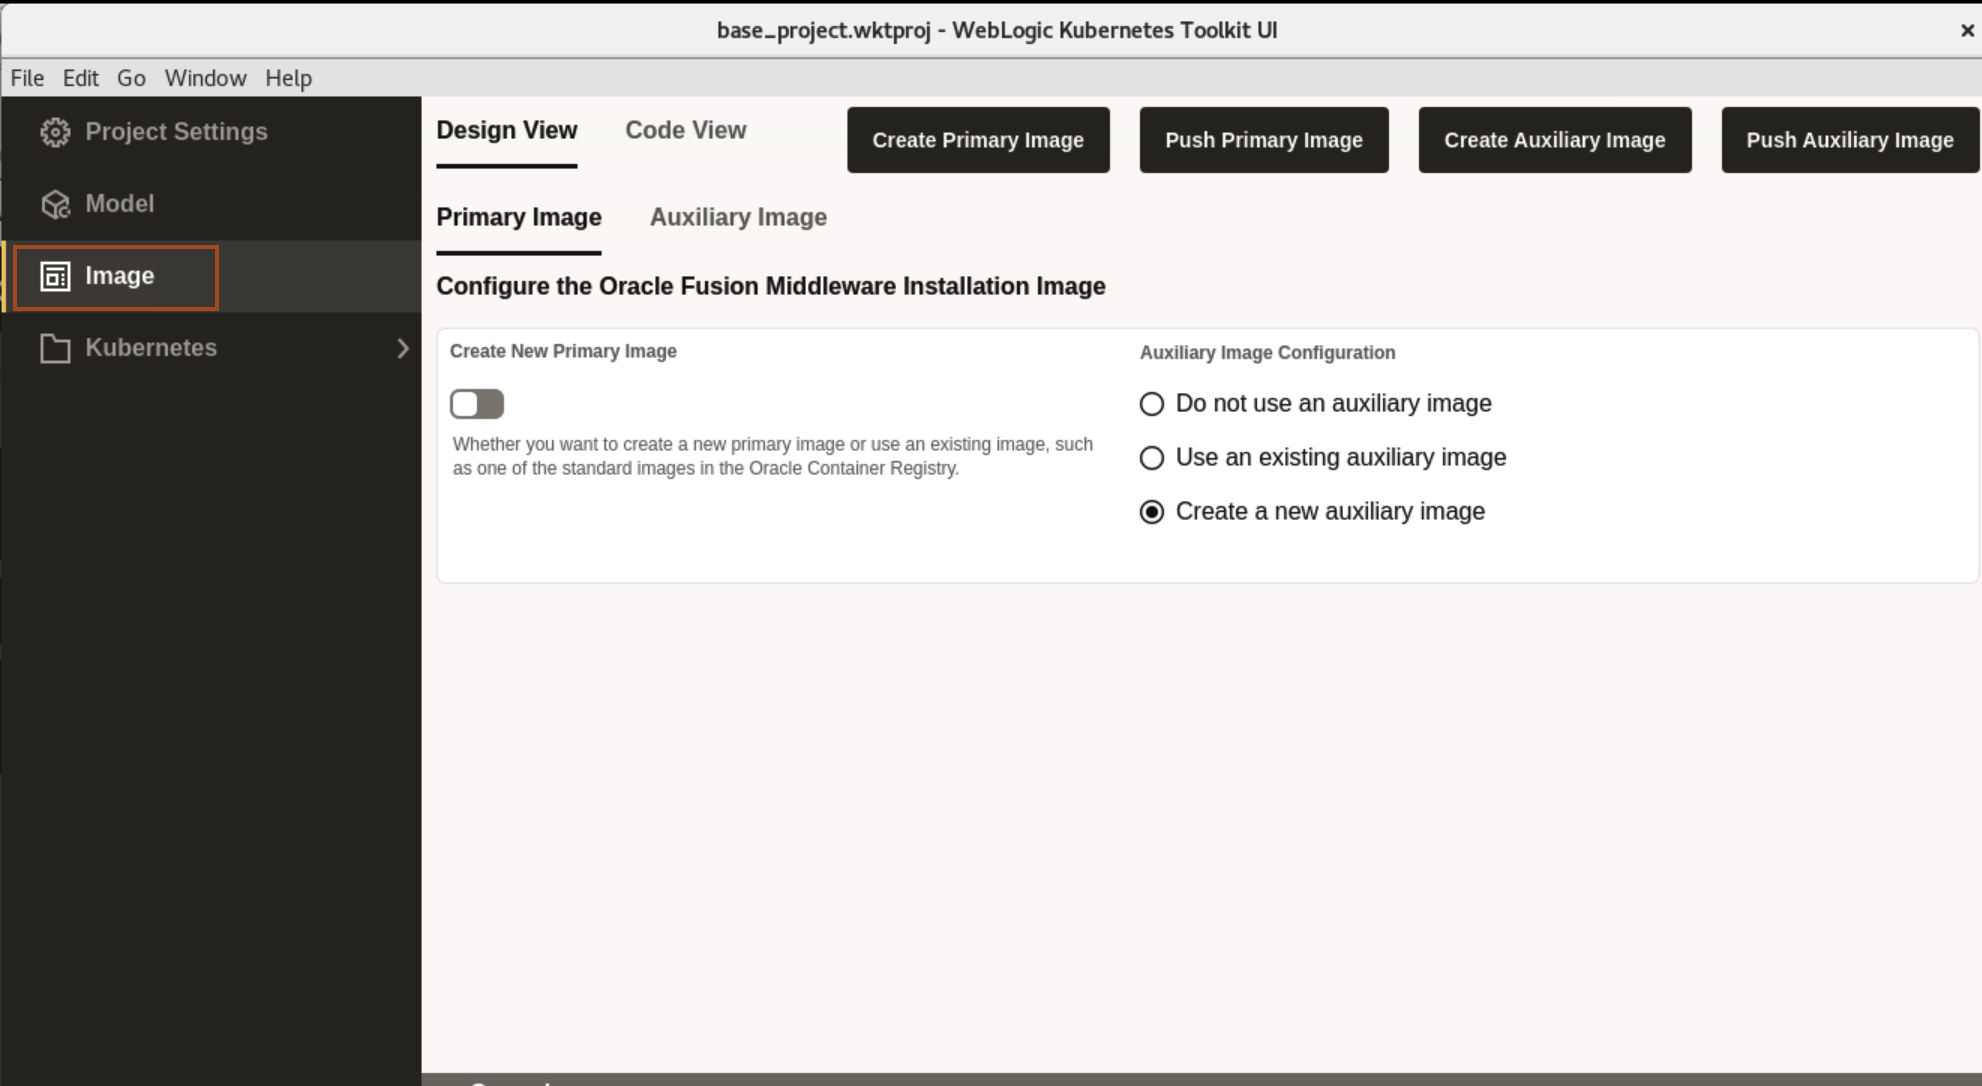 base_project.wktproj - WebLogic Kubernetes Toolkit UI
File Edit Go Window Help
Project Settings
Model
Image
Kubernetes
Design View Code View Create Primary Image Push Primary Image Create Auxiliary Image Push Auxiliary Image
Primary Image Auxiliary Image
Configure the Oracle Fusion Middleware Installation Image
Create New Primary Image
Whether you want to create a new primary image or use an existing image, such
as one of the standard images in the Oracle Container Registry.
Auxiliary Image Configuration
Do not use an auxiliary image
Use an existing auxiliary image
Create a new auxiliary image